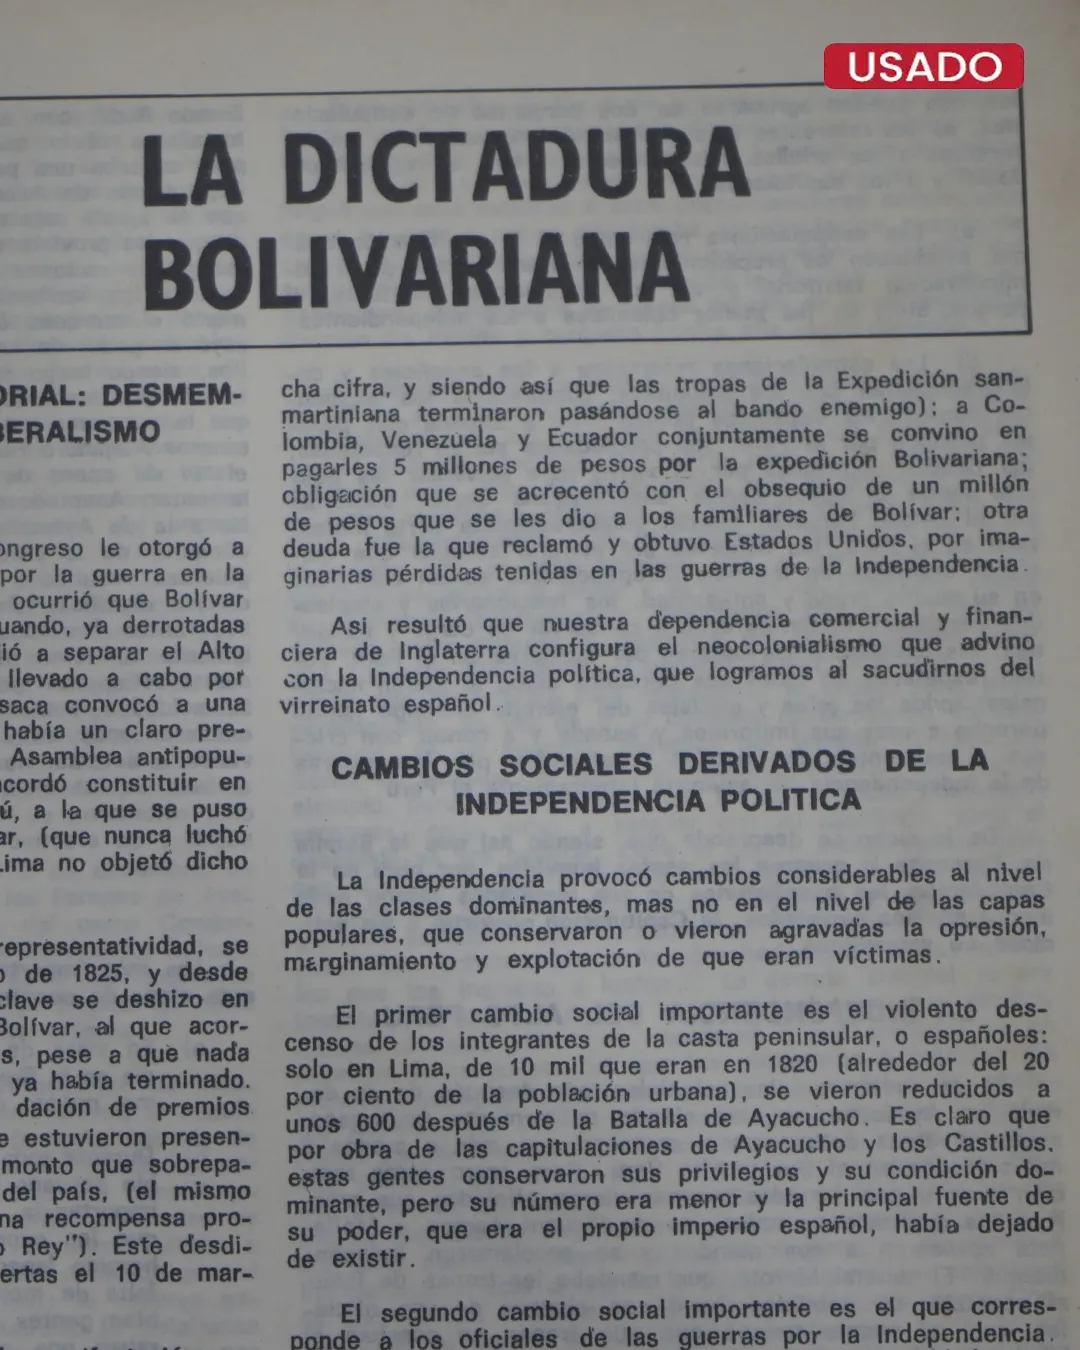 USADO
LA DICTADURA
BOLIVARIANA
ORIAL: DESMEM-
BERALISMO
ongreso le otorgó a
por la guerra en la
ocurrió que Bolívar
uando, ya derrotadas
ió a separar el Alto
llevado a cabo por
saca convocó a una
había un claro pre-
Asamblea antipopu-
acordó constituir en
ú, a la que se puso
ar, (que nunca luchó
Lima no objetó dicho
representatividad, se
o de 1825, y desde
clave se deshizo en
Bolívar, al que acor-
s, pese a que nada
ya había terminado.
dación de premios
e estuvieron presen-
monto que sobrepa-
del país, (el mismo
na recompensa pro-
o Rey"). Este desdi-
ertas el 10 de mar-
cha cifra, y siendo así que las tropas de la Expedición san-
martiniana terminaron pasándose al bando enemigo); a Co-
lombia, Venezuela y Ecuador conjuntamente se convino en
pagarles 5 millones de pesos por la expedición Bolivariana;
obligación que se acrecentó con el obsequio de un millón
de pesos que se les dio a los familiares de Bolívar; otra
deuda fue la que reclamó y obtuvo Estados Unidos, por ima-
ginarias pérdidas tenidas en las guerras de la Independencia.
Asi resultó que nuestra dependencia comercial y finan-
ciera de Inglaterra configura el neocolonialismo que advino
con la Independencia política, que logramos al sacudirnos del
virreinato español.
CAMBIOS SOCIALES DERIVADOS DE LA
INDEPENDENCIA POLITICA
La Independencia provocó cambios considerables al nivel
de las clases dominantes, mas no en el nivel de las capas
populares, que conservaron o vieron agravadas la opresión,
marginamiento y explotación de que eran víctimas.
El primer cambio social importante es el violento des-
censo de los integrantes de la casta peninsular, o españoles:
solo en Lima, de 10 mil que eran en 1820 (alrededor del 20
por ciento de la población urbana), se vieron reducidos a
unos 600 después de la Batalla de Ayacucho. Es claro que
por obra de las capitulaciones de Ayacucho y los Castillos,
estas gentes conservaron sus privilegios y su condición do-
minante, pero su número era menor y la principal fuente de
su poder, que era el propio imperio español, había dejado
de existir.
El segundo cambio social importante es el que corres-
ponde a los oficiales de las guerras por la Independencia.